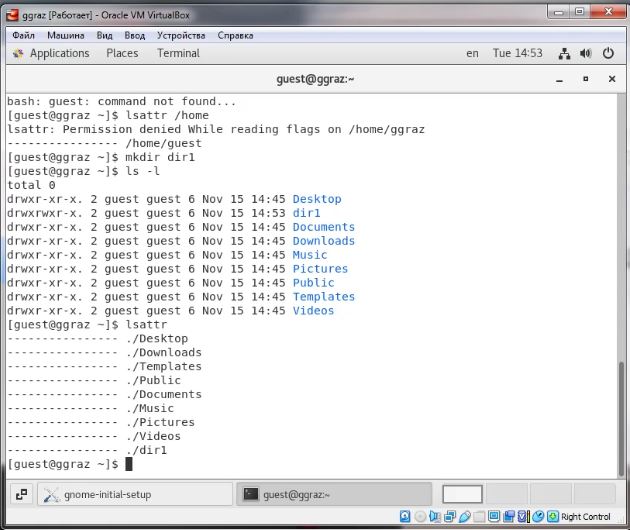 ggraz [Работает] - Oracle VM VirtualBox
Файл Машина Вид Ввод Устройства Справка
Applications Places Terminal en Tue 14:53
guest@ggraz:~
bash: guest: command not found...
[guest@ggraz ~]$ lsattr /home
lsattr: Permission denied While reading flags on /home/ggraz
---------------- /home/guest
[guest@ggraz ~]$ mkdir dir1
[guest@ggraz ~]$ ls -l
total 0
drwxr-xr-x. 2 guest guest 6 Nov 15 14:45 Desktop
drwxrwxr-x. 2 guest guest 6 Nov 15 14:53 dir1
drwxr-xr-x. 2 guest guest 6 Nov 15 14:45 Documents
drwxr-xr-x. 2 guest guest 6 Nov 15 14:45 Downloads
drwxr-xr-x. 2 guest guest 6 Nov 15 14:45 Music
drwxr-xr-x. 2 guest guest 6 Nov 15 14:45 Pictures
drwxr-xr-x. 2 guest guest 6 Nov 15 14:45 Public
drwxr-xr-x. 2 guest guest 6 Nov 15 14:45 Templates
drwxr-xr-x. 2 guest guest 6 Nov 15 14:45 Videos
[guest@ggraz ~]$ lsattr
---------------- ./Desktop
---------------- ./Downloads
---------------- ./Templates
---------------- ./Public
---------------- ./Documents
---------------- ./Music
---------------- ./Pictures
---------------- ./Videos
---------------- ./dir1
[guest@ggraz ~]$
gnome-initial-setup guest@ggraz:~
Right Control